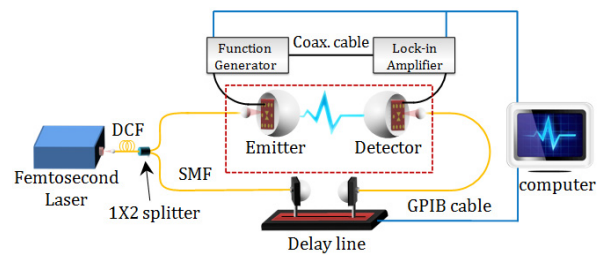 Function
Generator
Coax. cable
Lock-in
Amplifier
DCF
Emitter
Detector
Femtosecond
Laser
SMF
1X2 splitter
GPIB cable
computer
Delay line